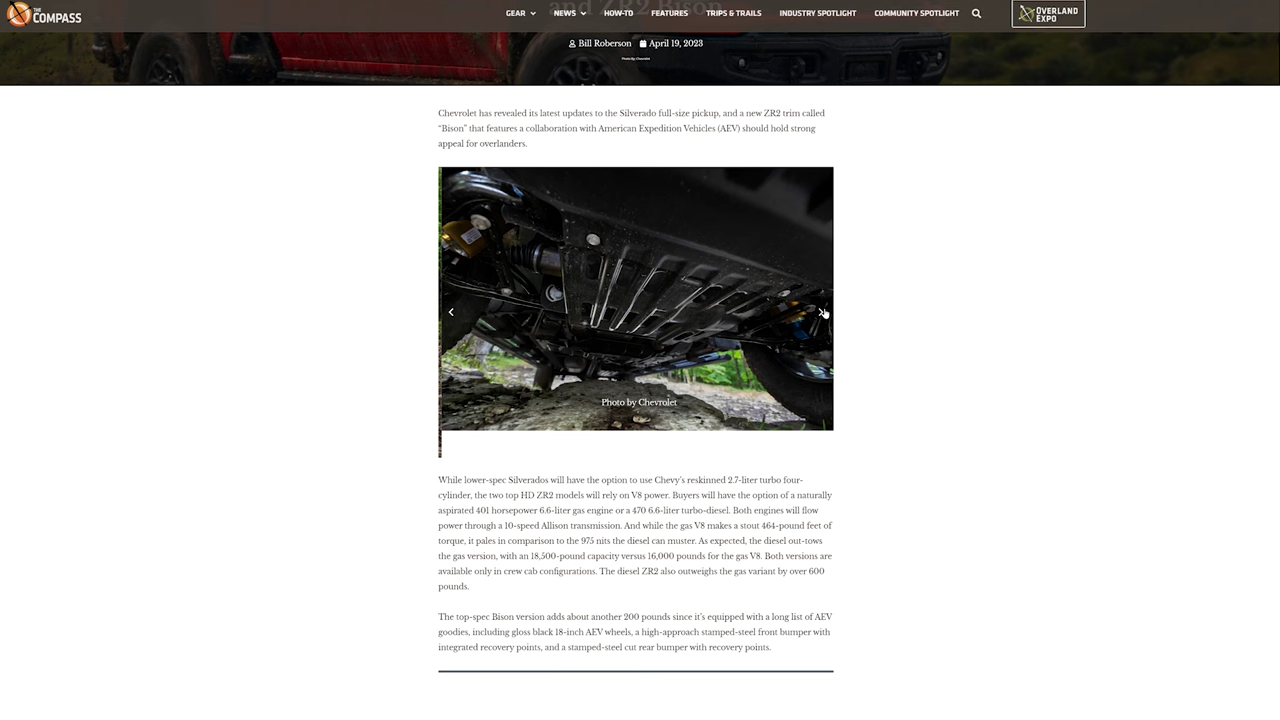 THE
COMPASS
GEAR
NEWS
HOW-TO
FEATURES
TRIPS & TRAILS
INDUSTRY SPOTLIGHT
COMMUNITY SPOTLIGHT
OVERLAND
EXPO
and ZR2 Bison
Bill Roberson April 19, 2023
Photo By: Chevrolet
Chevrolet has revealed its latest updates to the Silverado full-size pickup, and a new ZR2 trim called
“Bison” that features a collaboration with American Expedition Vehicles (AEV) should hold strong
appeal for overlanders.
Photo by Chevrolet
While lower-spec Silverados will have the option to use Chevy’s reskinned 2.7-liter turbo four-
cylinder, the two top HD ZR2 models will rely on V8 power. Buyers will have the option of a naturally
aspirated 401 horsepower 6.6-liter gas engine or a 470 6.6-liter turbo-diesel. Both engines will flow
power through a 10-speed Allison transmission. And while the gas V8 makes a stout 464-pound feet of
torque, it pales in comparison to the 975 nits the diesel can muster. As expected, the diesel out-tows
the gas version, with an 18,500-pound capacity versus 16,000 pounds for the gas V8. Both versions are
available only in crew cab configurations. The diesel ZR2 also outweighs the gas variant by over 600
pounds.
The top-spec Bison version adds about another 200 pounds since it’s equipped with a long list of AEV
goodies, including gloss black 18-inch AEV wheels, a high-approach stamped-steel front bumper with
integrated recovery points, and a stamped-steel cut rear bumper with recovery points.